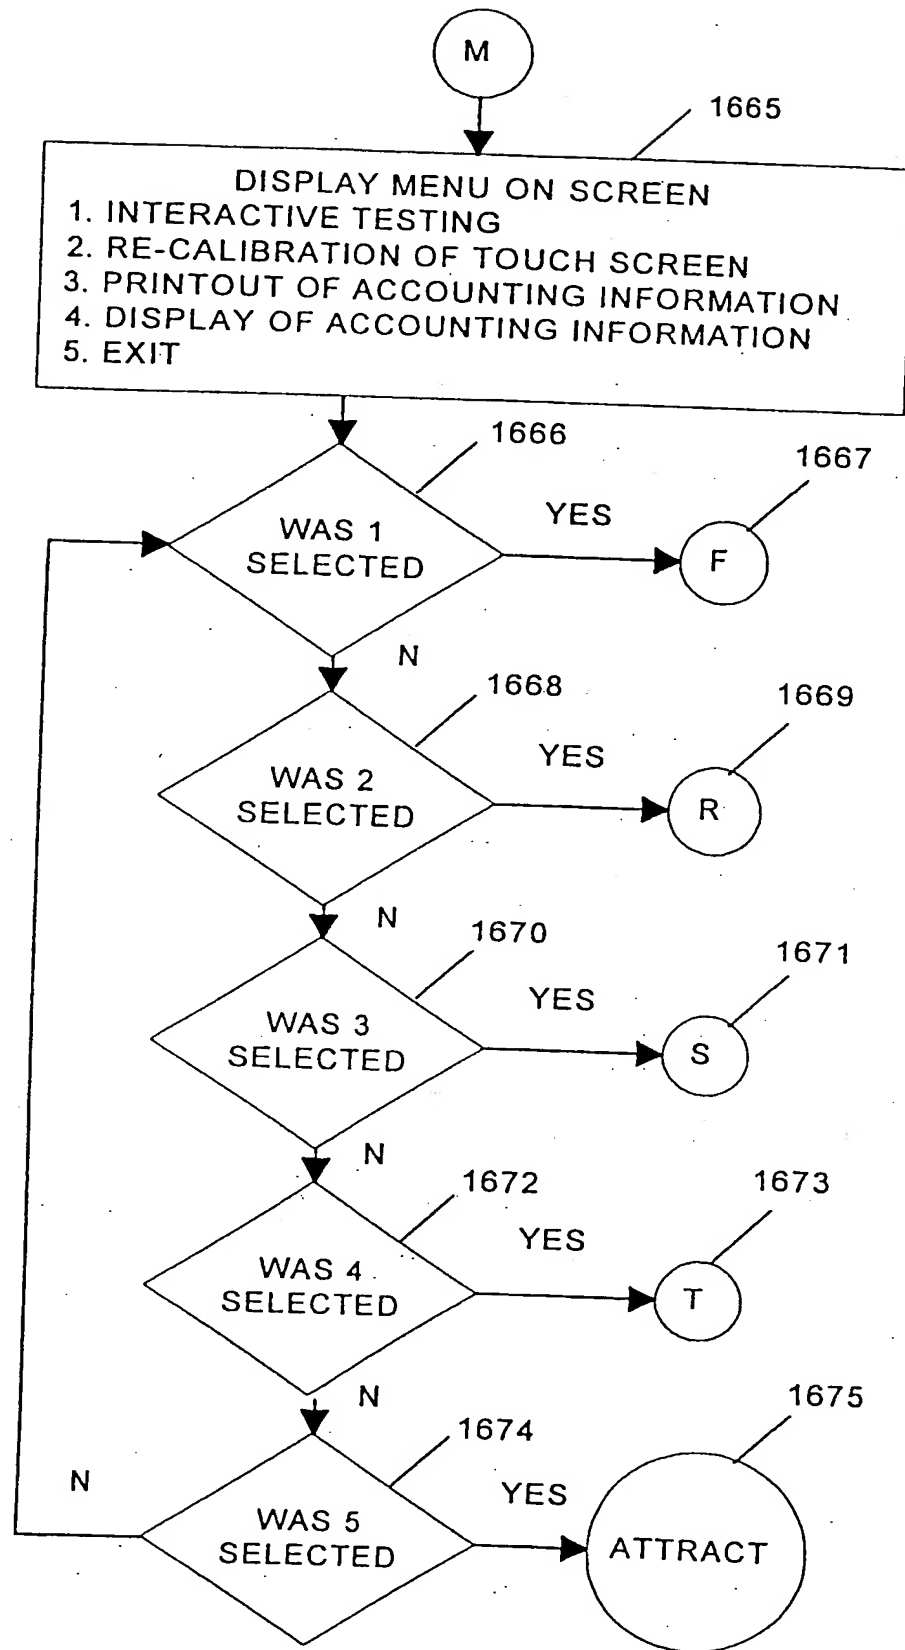 M
1665
DISPLAY MENU ON SCREEN
1. INTERACTIVE TESTING
2. RE-CALIBRATION OF TOUCH SCREEN
3. PRINTOUT OF ACCOUNTING INFORMATION
4. DISPLAY OF ACCOUNTING INFORMATION
5. EXIT
1666
1667
WAS 1
SELECTED
YES
F
N
1668
1669
WAS 2
SELECTED
YES
R
N
1670
1671
WAS 3
SELECTED
YES
S
N
1672
1673
WAS 4
SELECTED
YES
T
N
1674
1675
N
WAS 5
SELECTED
YES
ATTRACT